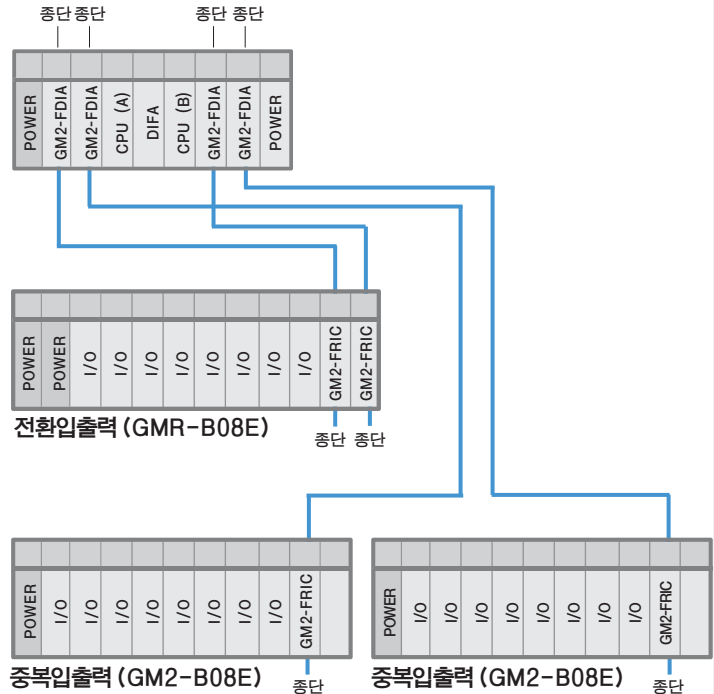 종단 종단 종단 종단
POWER GM2-FDIA GM2-FDIA CPU (A) DIFA CPU (B) GM2-FDIA GM2-FDIA POWER
POWER POWER I/O I/O I/O I/O I/O I/O I/O I/O GM2-FRIC GM2-FRIC
전환입출력 (GMR-B08E)
종단 종단
POWER I/O I/O I/O I/O I/O I/O I/O I/O GM2-FRIC
중복입출력 (GM2-B08E)
종단
POWER I/O I/O I/O I/O I/O I/O I/O I/O GM2-FRIC
중복입출력 (GM2-B08E)
종단